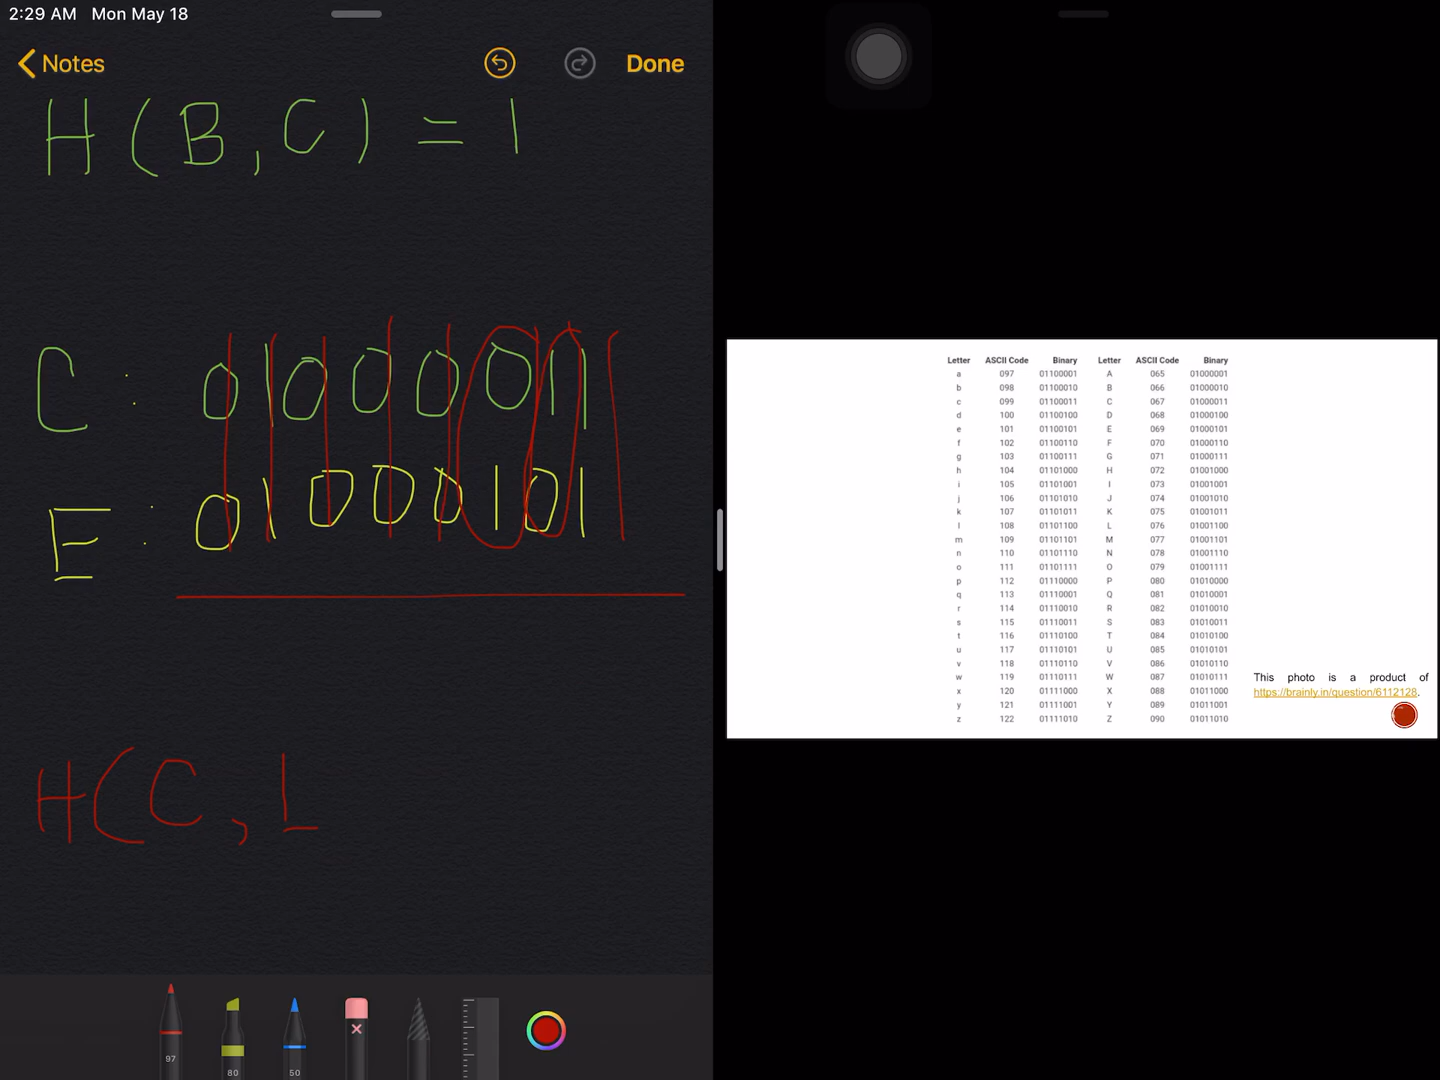 2:29 AM Mon May 18
Notes
Done
H(B,C)=1
C: 01000011
E: 01000101
H(C,
97
80
50
Letter ASCII Code Binary Letter ASCII Code Binary
a 097 01100001 A 065 01000001
b 098 01100010 B 066 01000010
c 099 01100011 C 067 01000011
d 100 01100100 D 068 01000100
e 101 01100101 E 069 01000101
f 102 01100110 F 070 01000110
g 103 01100111 G 071 01000111
h 104 01101000 H 072 01001000
i 105 01101001 I 073 01001001
j 106 01101010 J 074 01001010
k 107 01101011 K 075 01001011
l 108 01101100 L 076 01001100
m 109 01101101 M 077 01001101
n 110 01101110 N 078 01001110
o 111 01101111 O 079 01001111
p 112 01110000 P 080 01010000
q 113 01110001 Q 081 01010001
r 114 01110010 R 082 01010010
s 115 01110011 S 083 01010011
t 116 01110100 T 084 01010100
u 117 01110101 U 085 01010101
v 118 01110110 V 086 01010110
w 119 01110111 W 087 01010111
x 120 01111000 X 088 01011000
y 121 01111001 Y 089 01011001
z 122 01111010 Z 090 01011010
This photo is a product of
https://brainly.in/question/6112128.